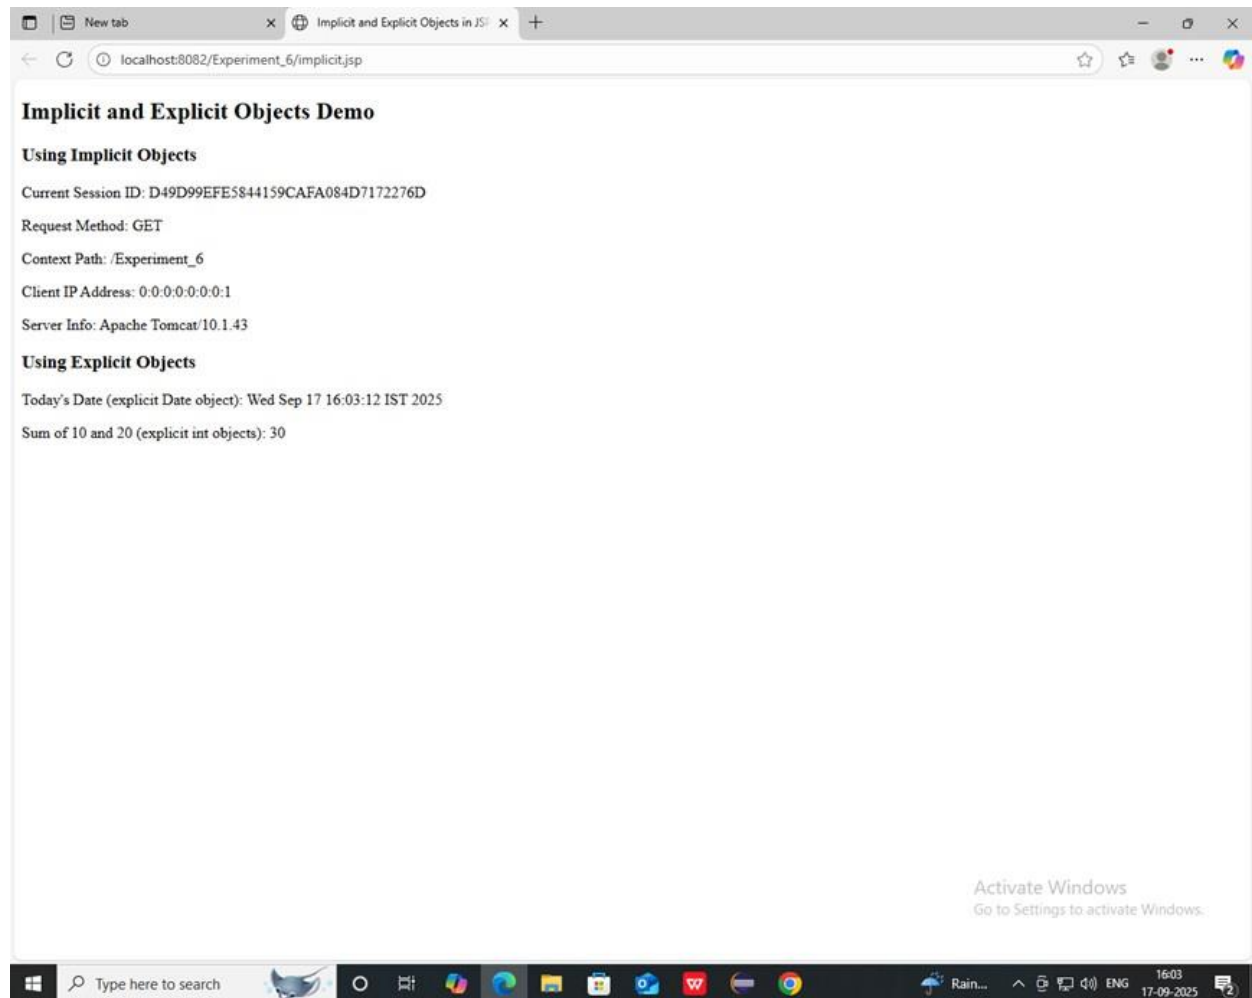 New tab
Implicit and Explicit Objects in JSP
localhost:8082/Experiment_6/implicit.jsp
Implicit and Explicit Objects Demo
Using Implicit Objects
Current Session ID: D49D99EFE5844159CAFA084D7172276D
Request Method: GET
Context Path: /Experiment_6
Client IP Address: 0:0:0:0:0:0:0:1
Server Info: Apache Tomcat/10.1.43
Using Explicit Objects
Today's Date (explicit Date object): Wed Sep 17 16:03:12 IST 2025
Sum of 10 and 20 (explicit int objects): 30
Activate Windows
Go to Settings to activate Windows.
Type here to search
W
Rain...
ENG
16:03
17-09-2025
2